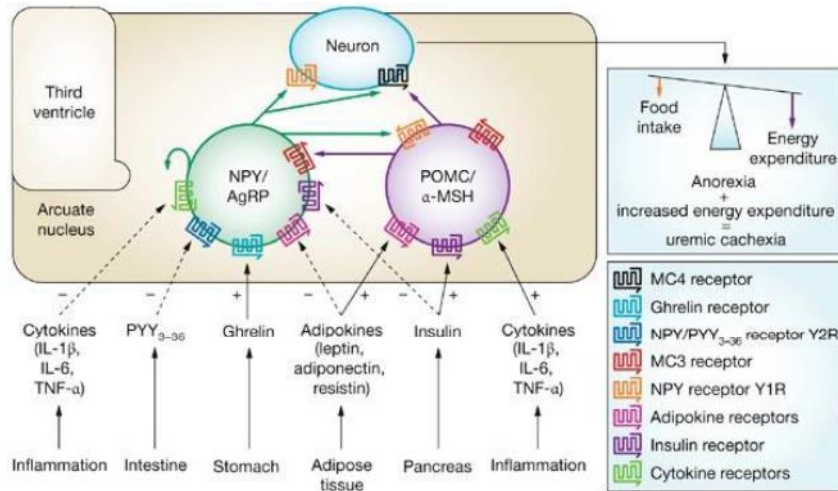 Neuron
Third
ventricle
NPY/
AgRP
POMC/
α-MSH
Arcuate
nucleus
Food
intake
Energy
expenditure
Anorexia
+
increased energy expenditure
=
uremic cachexia
– – + – + – + +
Cytokines
(IL-1β,
IL-6,
TNF-α)
PYY3–36
Ghrelin
Adipokines
(leptin,
adiponectin,
resistin)
Insulin
Cytokines
(IL-1β,
IL-6,
TNF-α)
Inflammation
Intestine
Stomach
Adipose
tissue
Pancreas
Inflammation
MC4 receptor
Ghrelin receptor
NPY/PYY3–36 receptor Y2R
MC3 receptor
NPY receptor Y1R
Adipokine receptors
Insulin receptor
Cytokine receptors